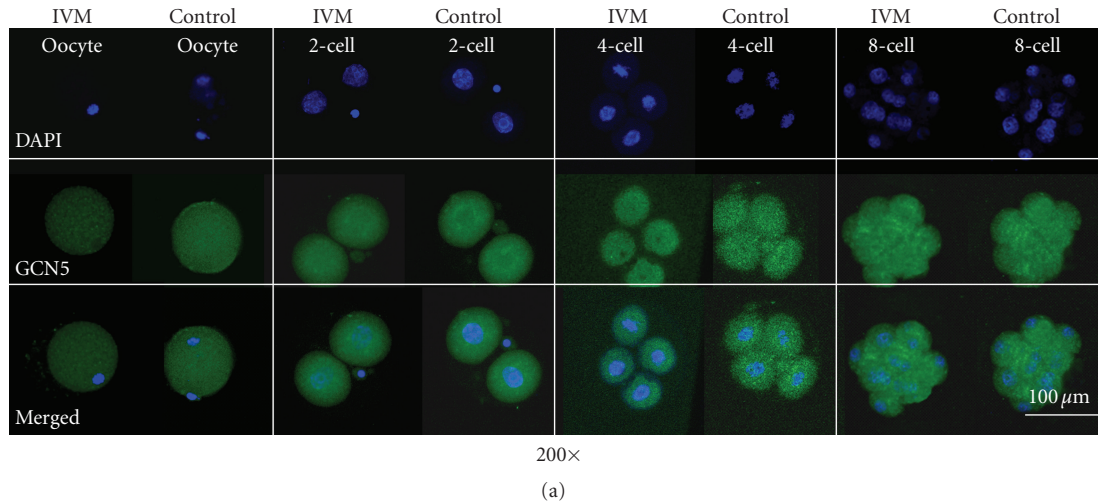 IVM Control IVM Control IVM Control IVM Control
Oocyte Oocyte 2-cell 2-cell 4-cell 4-cell 8-cell 8-cell
DAPI
GCN5
Merged
100 μm
200×
(a)